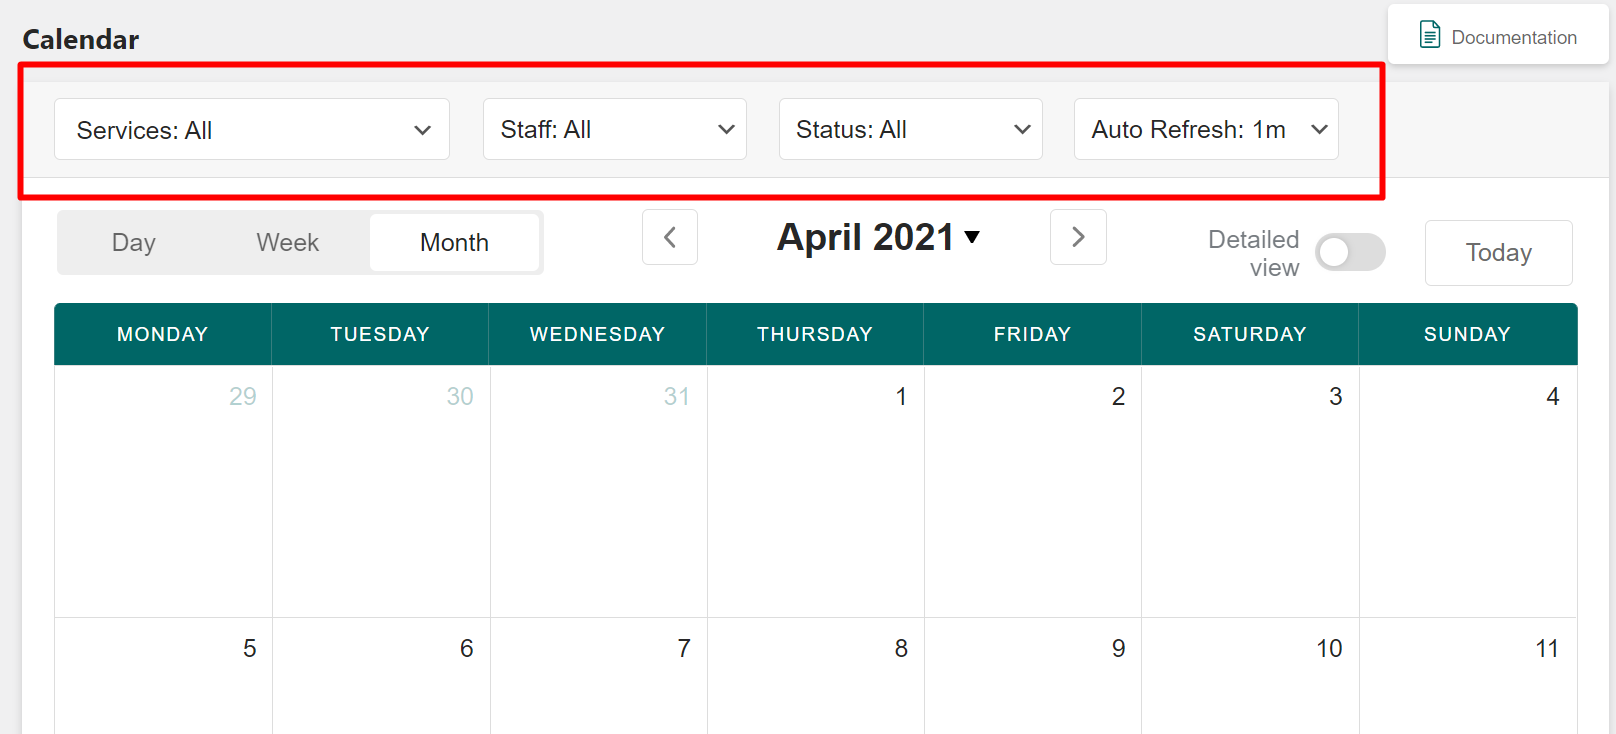 Calendar
Documentation
Services: All
Staff: All
Status: All
Auto Refresh: 1m
Day
Week
Month
April 2021
Detailed
view
Today
MONDAY
TUESDAY
WEDNESDAY
THURSDAY
FRIDAY
SATURDAY
SUNDAY
29
30
31
1
2
3
4
5
6
7
8
9
10
11